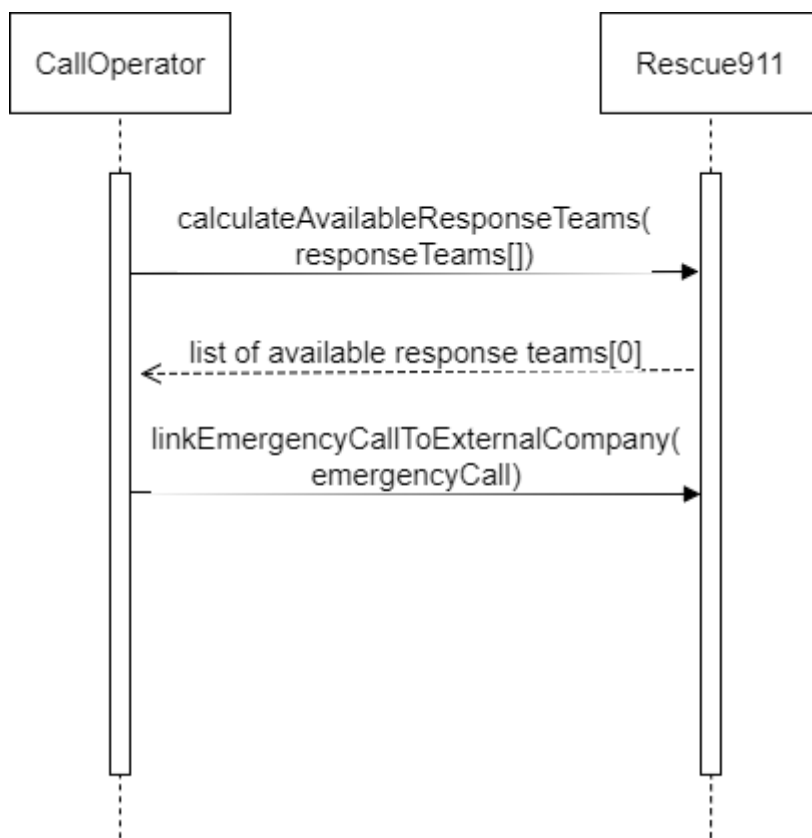 CallOperator
Rescue911
calculateAvailableResponseTeams(
responseTeams[])
list of available response teams[0]
linkEmergencyCallToExternalCompany(
emergencyCall)